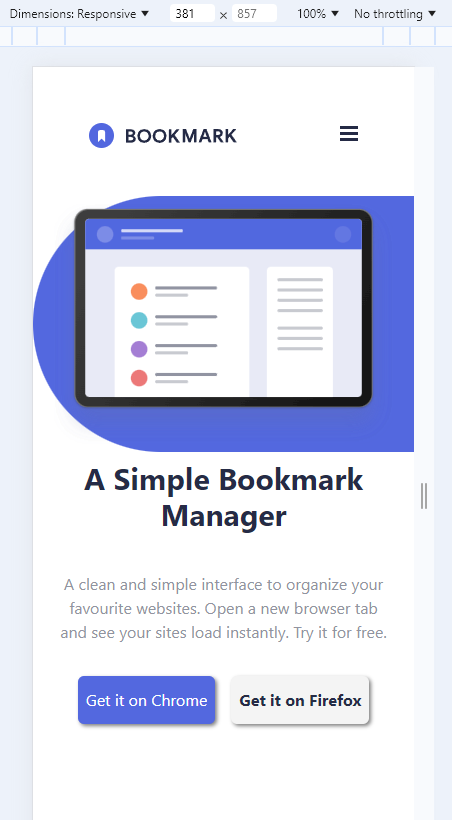 Dimensions: Responsive ▼ 381 × 857 100% ▼ No throttling ▼
BOOKMARK
A Simple Bookmark
Manager
A clean and simple interface to organize your
favourite websites. Open a new browser tab
and see your sites load instantly. Try it for free.
Get it on Chrome Get it on Firefox